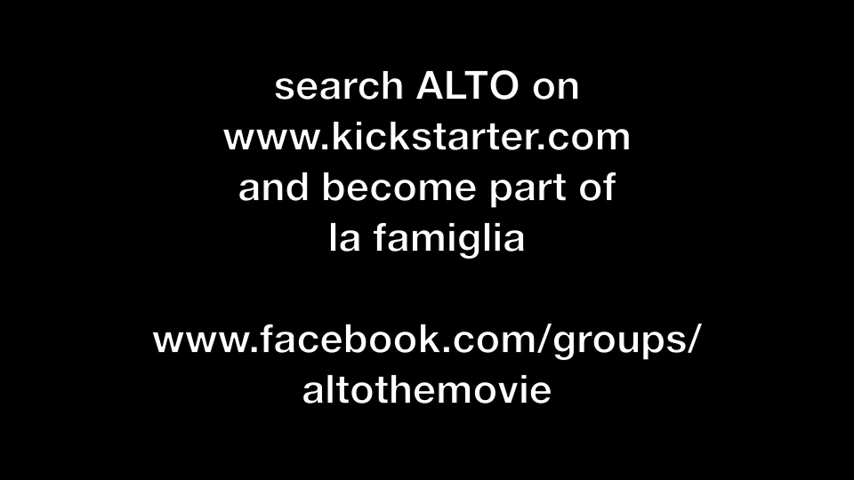 search ALTO on
www.kickstarter.com
and become part of
la famiglia
www.facebook.com/groups/
altothemovie